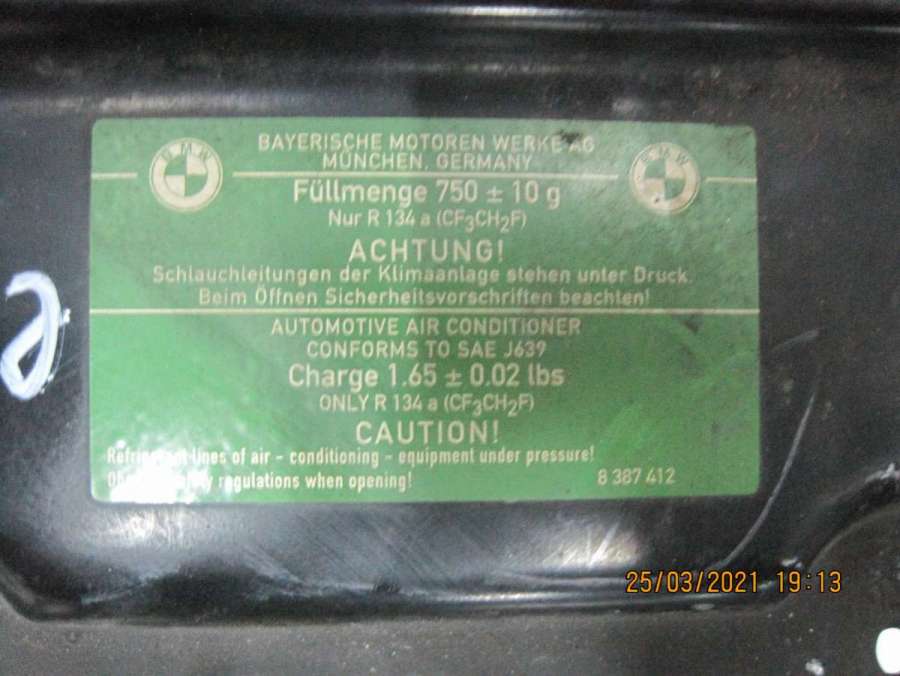 BMW
BMW
BAYERISCHE MOTOREN WERKE AG
MÜNCHEN, GERMANY
Füllmenge 750 ± 10 g
Nur R 134 a (CF3CH2F)
ACHTUNG!
Schlauchleitungen der Klimaanlage stehen unter Druck.
Beim Öffnen Sicherheitsvorschriften beachten!
AUTOMOTIVE AIR CONDITIONER
CONFORMS TO SAE J639
Charge 1.65 ± 0.02 lbs
ONLY R 134 a (CF3CH2F)
CAUTION!
Refrigerant lines of air - conditioning - equipment under pressure!
regulations when opening!
8 387 412
25/03/2021 19:13